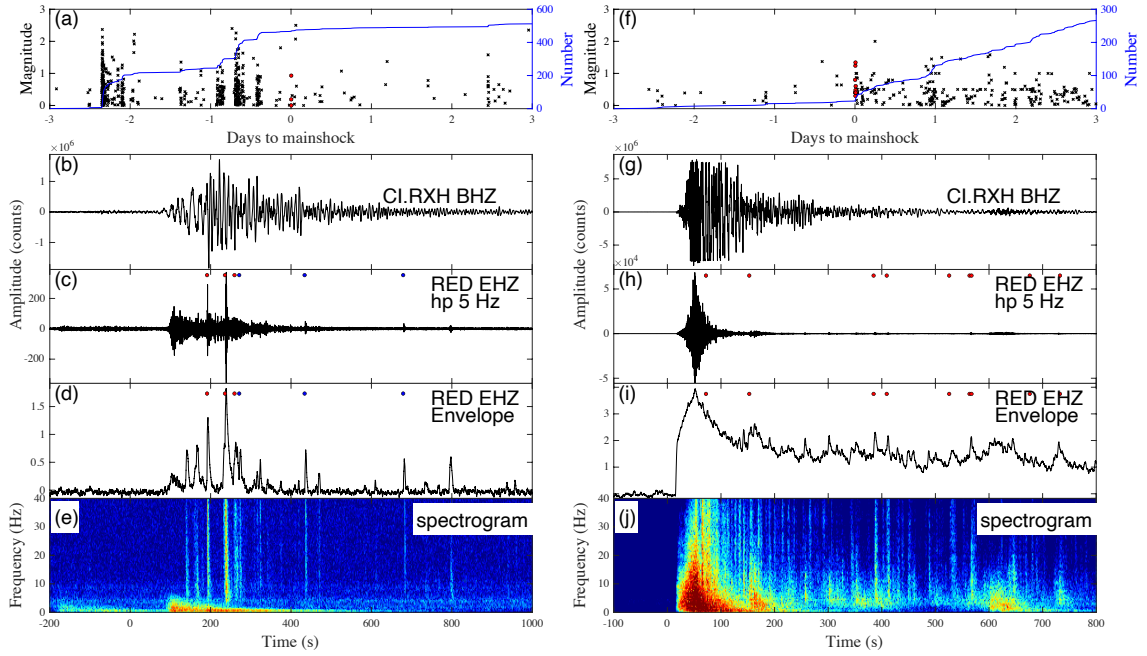 (a)
Magnitude
3
2
1
0
600
400
200
0
Number
-3 -2 -1 0 1 2 3
Days to mainshock
×10⁶
(b)
CI.RXH BHZ
1
0
-1
Amplitude (counts)
(c)
RED EHZ
hp 5 Hz
200
0
-200
(d)
RED EHZ
Envelope
1.5
1
0.5
0
(e)
spectrogram
Frequency (Hz)
40
30
20
10
0
-200 0 200 400 600 800 1000
Time (s)
(f)
Magnitude
3
2
1
0
300
200
100
0
Number
-3 -2 -1 0 1 2 3
Days to mainshock
×10⁶
(g)
CI.RXH BHZ
5
0
-5
Amplitude (counts)
×10⁴
(h)
RED EHZ
hp 5 Hz
5
0
-5
(i)
RED EHZ
Envelope
3
2
1
0
(j)
spectrogram
Frequency (Hz)
40
30
20
10
0
-100 0 100 200 300 400 500 600 700 800
Time (s)